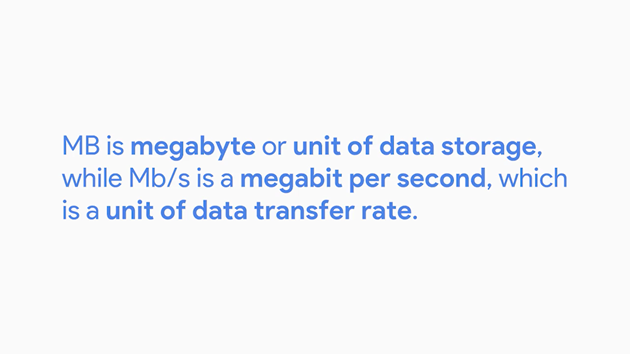 MB is megabyte or unit of data storage,
while Mb/s is a megabit per second, which
is a unit of data transfer rate.